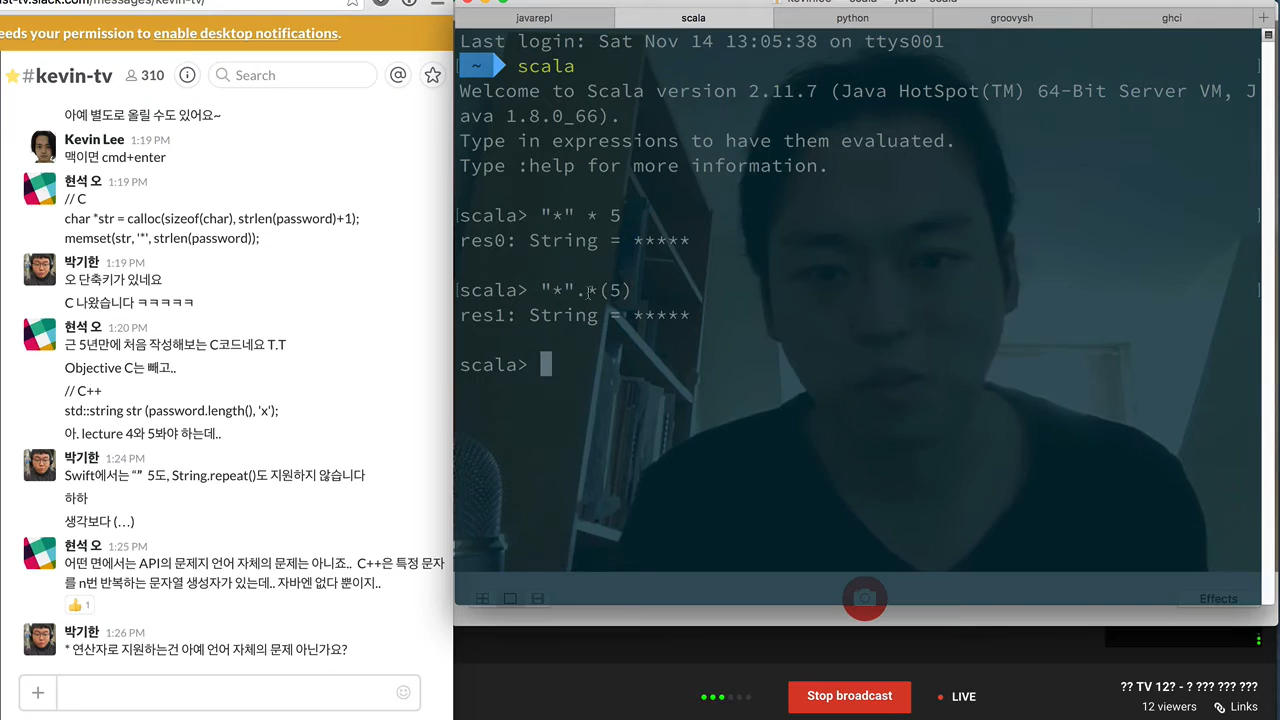 st-tv.slack.com/messages/kevin-tv/
eeds your permission to enable desktop notifications.
#kevin-tv
310
Search
아예 별도로 올릴 수도 있어요~
Kevin Lee 1:19 PM
맥이면 cmd+enter
현석 오 1:19 PM
// C
char *str = calloc(sizeof(char), strlen(password)+1);
memset(str, '*', strlen(password));
박기한 1:19 PM
오 단축키가 있네요
C 나왔습니다 ㅋㅋㅋㅋㅋ
현석 오 1:20 PM
근 5년만에 처음 작성해보는 C코드네요 T.T
Objective C는 빼고..
// C++
std::string str (password.length(), 'x');
아. lecture 4와 5봐야 하는데..
박기한 1:24 PM
Swift에서는 “” 5도, String.repeat()도 지원하지 않습니다
하하
생각보다 (…)
현석 오 1:25 PM
어떤 면에서는 API의 문제지 언어 자체의 문제는 아니죠.. C++은 특정 문자
를 n번 반복하는 문자열 생성자가 있는데.. 자바엔 없다 뿐이지..
1
박기한 1:26 PM
* 연산자로 지원하는건 아예 언어 자체의 문제 아닌가요?
javarepl
scala
python
groovysh
ghci
Last login: Sat Nov 14 13:05:38 on ttys001
~ scala
Welcome to Scala version 2.11.7 (Java HotSpot(TM) 64-Bit Server VM, J
ava 1.8.0_66).
Type in expressions to have them evaluated.
Type :help for more information.
scala> "*" * 5
res0: String = *****
scala> "*".*(5)
res1: String = *****
scala>
Effects
Stop broadcast
LIVE
?? TV 12? - ? ??? ??? ???
12 viewers
Links